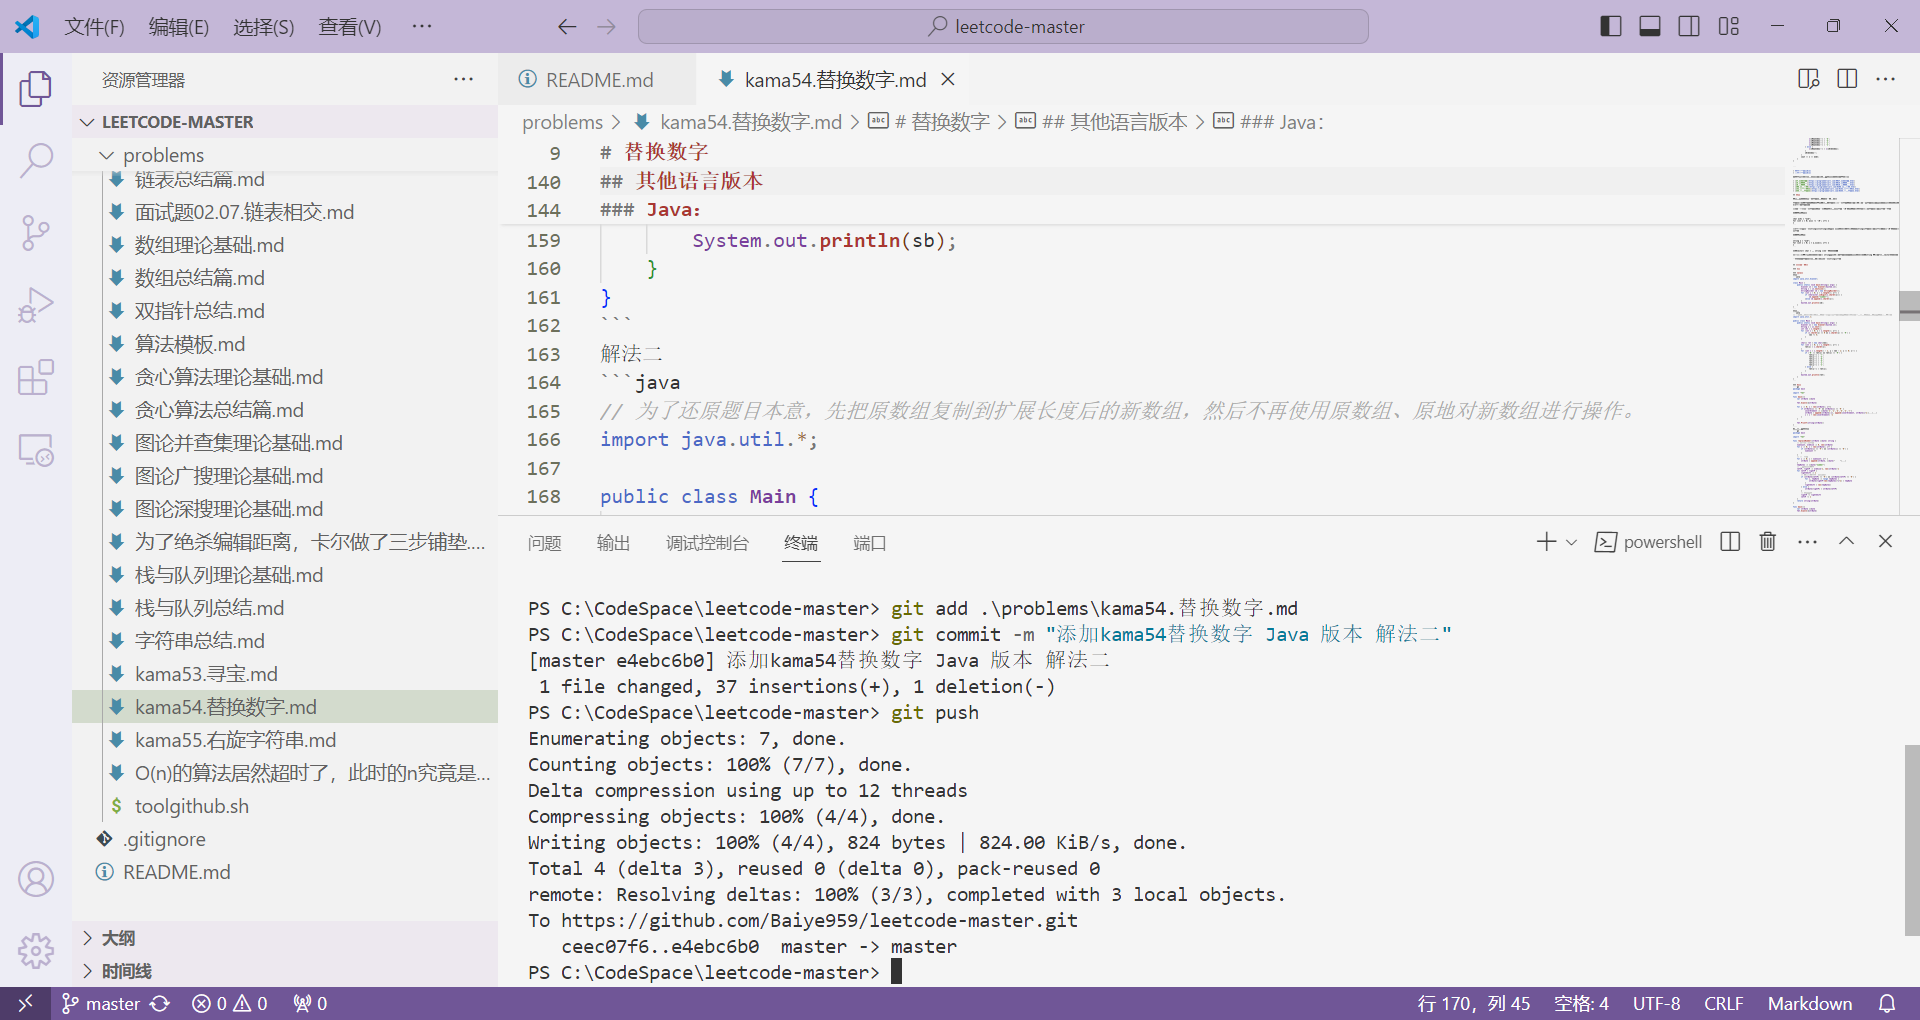 文件(F) 编辑(E) 选择(S) 查看(V) ··· leetcode-master
资源管理器 ···
LEETCODE-MASTER
problems
链表总结篇.md
面试题02.07.链表相交.md
数组理论基础.md
数组总结篇.md
双指针总结.md
算法模板.md
贪心算法理论基础.md
贪心算法总结篇.md
图论并查集理论基础.md
图论广搜理论基础.md
图论深搜理论基础.md
为了绝杀编辑距离，卡尔做了三步铺垫....
栈与队列理论基础.md
栈与队列总结.md
字符串总结.md
kama53.寻宝.md
kama54.替换数字.md
kama55.右旋字符串.md
O(n)的算法居然超时了，此时的n究竟是...
$ toolgithub.sh
.gitignore
README.md
大纲
时间线
README.md kama54.替换数字.md
problems > kama54.替换数字.md > # 替换数字 > ## 其他语言版本 > ### Java：
9 # 替换数字
140 ## 其他语言版本
144 ### Java：
159 System.out.println(sb);
160 }
161 }
162 ```
163 解法二
164 ```java
165 // 为了还原题目本意，先把原数组复制到扩展长度后的新数组，然后不再使用原数组、原地对新数组进行操作。
166 import java.util.*;
167
168 public class Main {
问题 输出 调试控制台 终端 端口 powershell ···
PS C:\CodeSpace\leetcode-master> git add .\problems\kama54.替换数字.md
PS C:\CodeSpace\leetcode-master> git commit -m "添加kama54替换数字 Java 版本 解法二"
[master e4ebc6b0] 添加kama54替换数字 Java 版本 解法二
1 file changed, 37 insertions(+), 1 deletion(-)
PS C:\CodeSpace\leetcode-master> git push
Enumerating objects: 7, done.
Counting objects: 100% (7/7), done.
Delta compression using up to 12 threads
Compressing objects: 100% (4/4), done.
Writing objects: 100% (4/4), 824 bytes | 824.00 KiB/s, done.
Total 4 (delta 3), reused 0 (delta 0), pack-reused 0
remote: Resolving deltas: 100% (3/3), completed with 3 local objects.
To https://github.com/Baiye959/leetcode-master.git
ceec07f6..e4ebc6b0 master -> master
PS C:\CodeSpace\leetcode-master>
master 0 0 0 行 170，列 45 空格: 4 UTF-8 CRLF Markdown